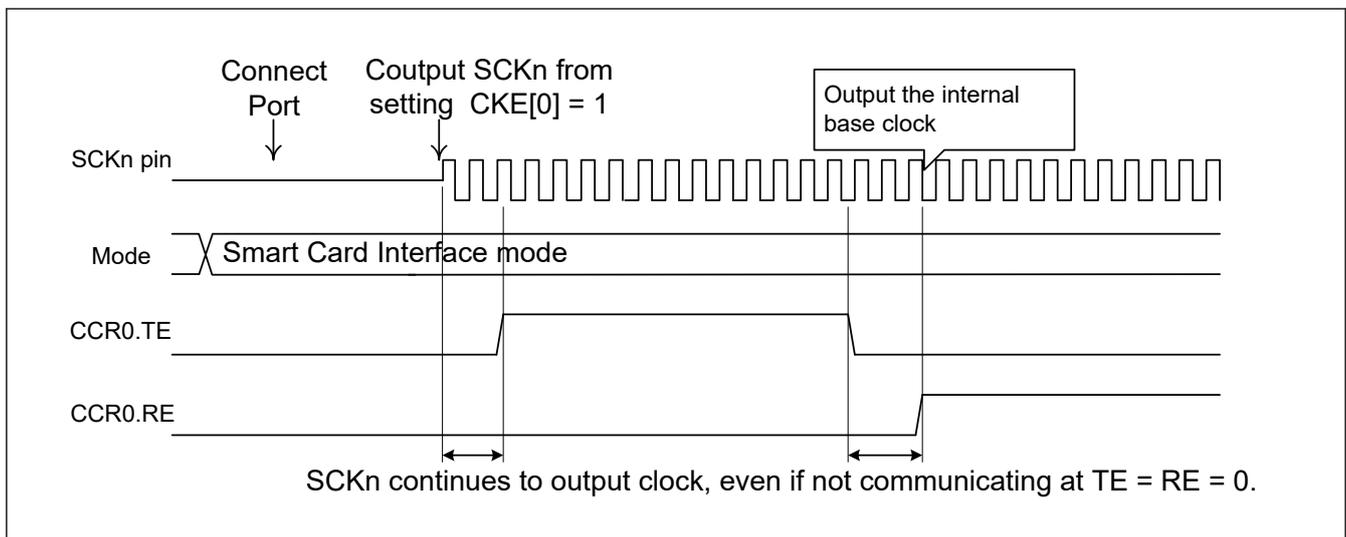 Connect
Port
Coutput SCKn from
setting CKE[0] = 1
Output the internal
base clock
SCKn pin
Mode
Smart Card Interface mode
CCR0.TE
CCR0.RE
SCKn continues to output clock, even if not communicating at TE = RE = 0.